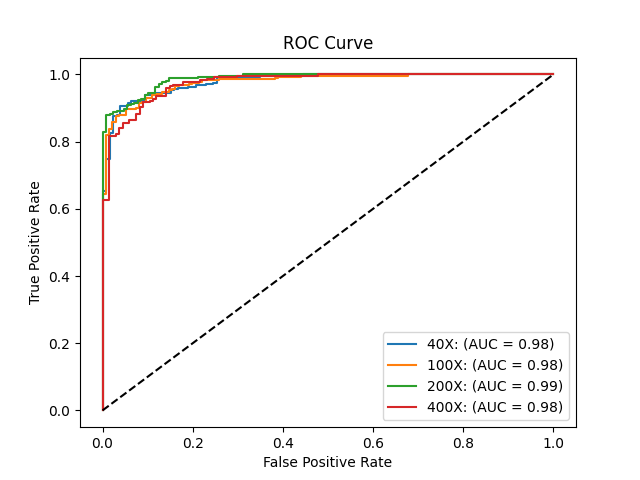 ROC Curve
1.0
0.8
0.6
0.4
0.2
0.0
True Positive Rate
40X: (AUC = 0.98)
100X: (AUC = 0.98)
200X: (AUC = 0.99)
400X: (AUC = 0.98)
0.0 0.2 0.4 0.6 0.8 1.0
False Positive Rate